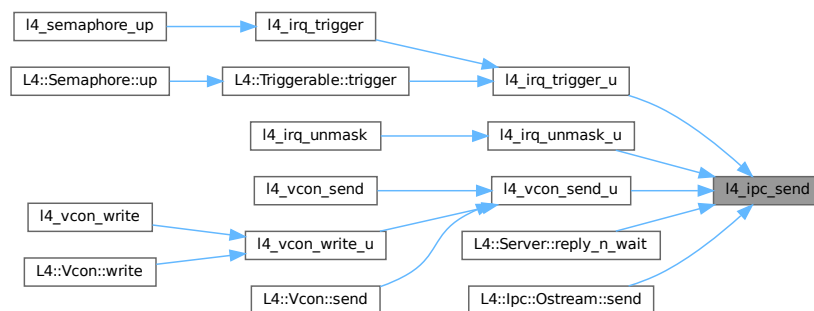 l4_semaphore_up
l4_irq_trigger
L4::Semaphore::up
L4::Triggerable::trigger
l4_irq_trigger_u
l4_irq_unmask
l4_irq_unmask_u
l4_vcon_send
l4_vcon_send_u
l4_ipc_send
l4_vcon_write
l4_vcon_write_u
L4::Server::reply_n_wait
L4::Vcon::write
L4::Vcon::send
L4::Ipc::Ostream::send